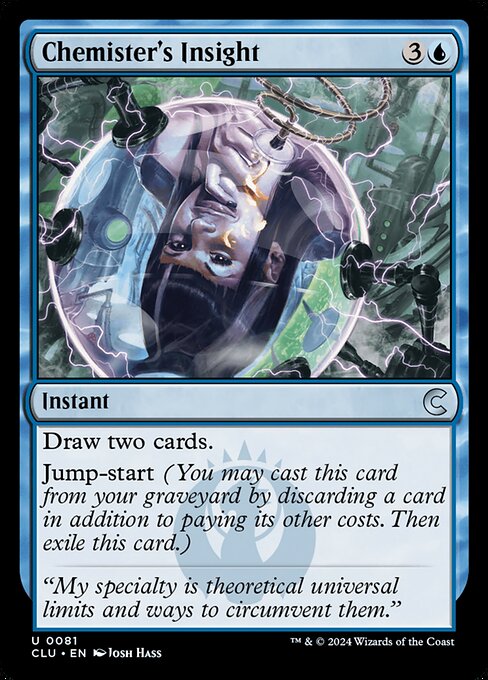 Chemister's Insight 3
Instant
Draw two cards.
Jump-start (You may cast this card
from your graveyard by discarding a card
in addition to paying its other costs. Then
exile this card.)
"My specialty is theoretical universal
limits and ways to circumvent them."
U 0081
CLU • EN Josh Hass
™ & © 2024 Wizards of the Coast